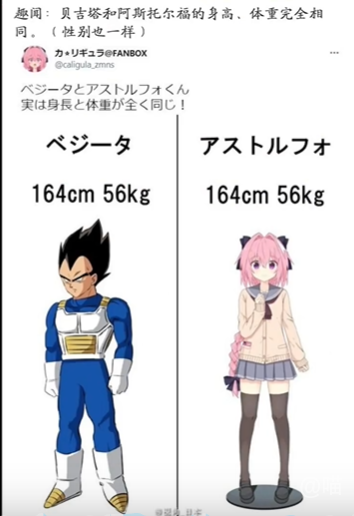 趣闻：贝吉塔和阿斯托尔福的身高、体重完全相
同。（性别也一样）
カ★リギュラ@FANBOX
@caligula_zmns
ベジータとアストルフォくん
実は身長と体重が全く同じ！
ベジータ
アストルフォ
164cm 56kg
164cm 56kg